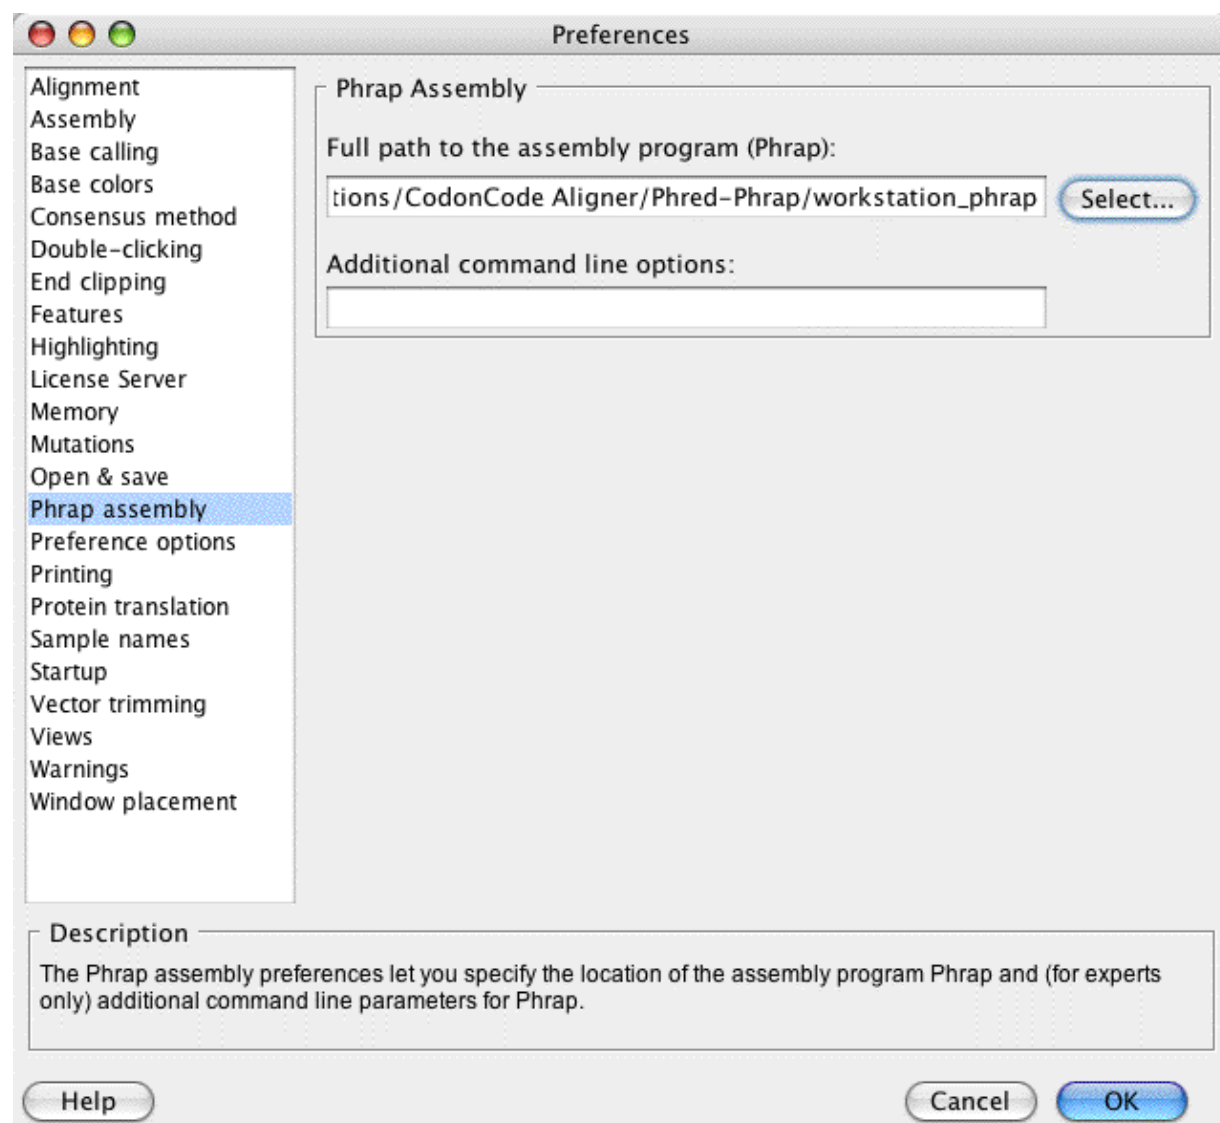 Preferences
Alignment
Assembly
Base calling
Base colors
Consensus method
Double-clicking
End clipping
Features
Highlighting
License Server
Memory
Mutations
Open & save
Phrap assembly
Preference options
Printing
Protein translation
Sample names
Startup
Vector trimming
Views
Warnings
Window placement
Phrap Assembly
Full path to the assembly program (Phrap):
tions/CodonCode Aligner/Phred-Phrap/workstation_phrap
Select...
Additional command line options:
Description
The Phrap assembly preferences let you specify the location of the assembly program Phrap and (for experts
only) additional command line parameters for Phrap.
Help
Cancel
OK